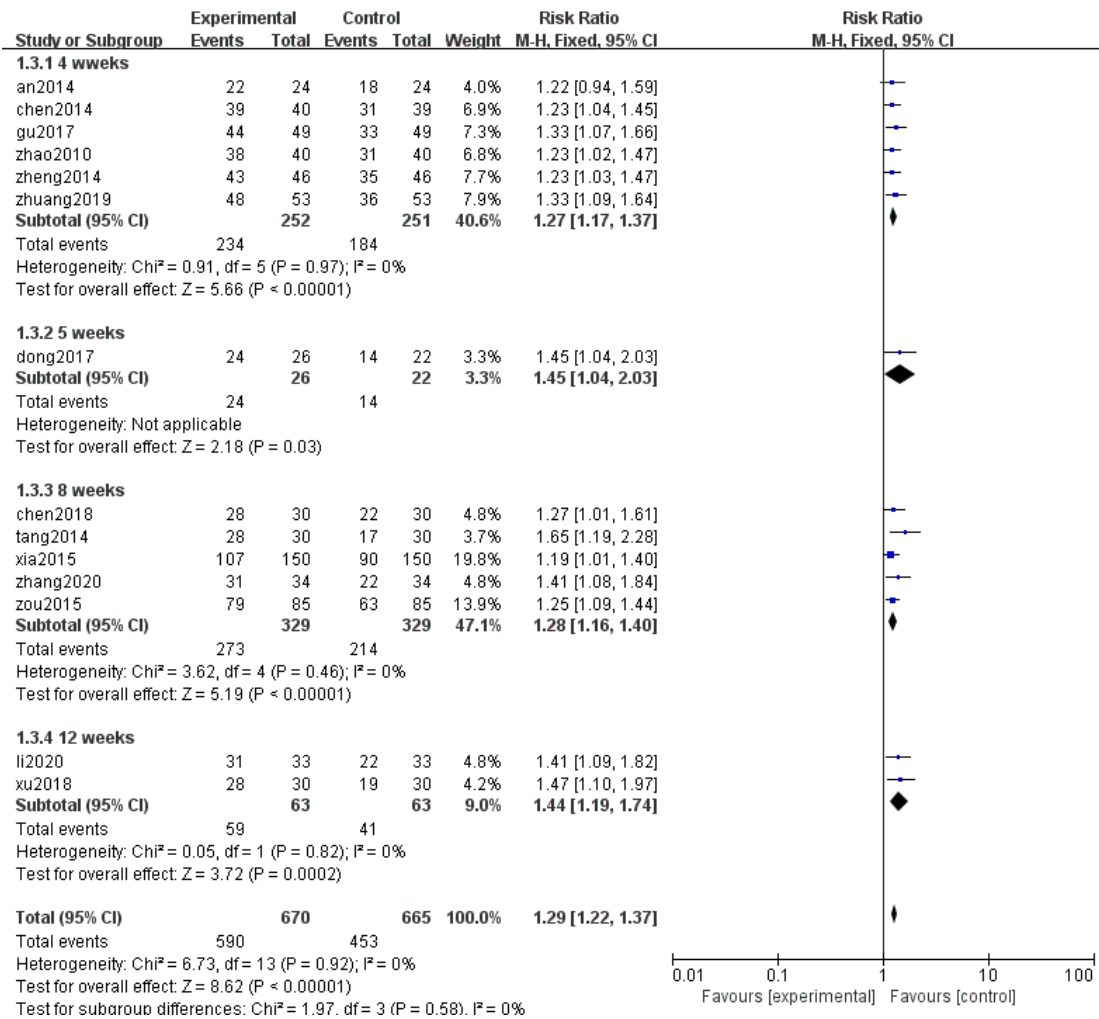 Experimental Control Risk Ratio Risk Ratio
Study or Subgroup Events Total Events Total Weight M-H, Fixed, 95% CI M-H, Fixed, 95% CI
1.3.1 4 wweeks
an2014 22 24 18 24 4.0% 1.22 [0.94, 1.59]
chen2014 39 40 31 39 6.9% 1.23 [1.04, 1.45]
gu2017 44 49 33 49 7.3% 1.33 [1.07, 1.66]
zhao2010 38 40 31 40 6.8% 1.23 [1.02, 1.47]
zheng2014 43 46 35 46 7.7% 1.23 [1.03, 1.47]
zhuang2019 48 53 36 53 7.9% 1.33 [1.09, 1.64]
Subtotal (95% CI) 252 251 40.6% 1.27 [1.17, 1.37]
Total events 234 184
Heterogeneity: Chi² = 0.91, df = 5 (P = 0.97); I² = 0%
Test for overall effect: Z = 5.66 (P < 0.00001)
1.3.2 5 weeks
dong2017 24 26 14 22 3.3% 1.45 [1.04, 2.03]
Subtotal (95% CI) 26 22 3.3% 1.45 [1.04, 2.03]
Total events 24 14
Heterogeneity: Not applicable
Test for overall effect: Z = 2.18 (P = 0.03)
1.3.3 8 weeks
chen2018 28 30 22 30 4.8% 1.27 [1.01, 1.61]
tang2014 28 30 17 30 3.7% 1.65 [1.19, 2.28]
xia2015 107 150 90 150 19.8% 1.19 [1.01, 1.40]
zhang2020 31 34 22 34 4.8% 1.41 [1.08, 1.84]
zou2015 79 85 63 85 13.9% 1.25 [1.09, 1.44]
Subtotal (95% CI) 329 329 47.1% 1.28 [1.16, 1.40]
Total events 273 214
Heterogeneity: Chi² = 3.62, df = 4 (P = 0.46); I² = 0%
Test for overall effect: Z = 5.19 (P < 0.00001)
1.3.4 12 weeks
li2020 31 33 22 33 4.8% 1.41 [1.09, 1.82]
xu2018 28 30 19 30 4.2% 1.47 [1.10, 1.97]
Subtotal (95% CI) 63 63 9.0% 1.44 [1.19, 1.74]
Total events 59 41
Heterogeneity: Chi² = 0.05, df = 1 (P = 0.82); I² = 0%
Test for overall effect: Z = 3.72 (P = 0.0002)
Total (95% CI) 670 665 100.0% 1.29 [1.22, 1.37]
Total events 590 453
Heterogeneity: Chi² = 6.73, df = 13 (P = 0.92); I² = 0%
Test for overall effect: Z = 8.62 (P < 0.00001)
Test for subgroup differences: Chi² = 1.97, df = 3 (P = 0.58), I² = 0%
0.01 0.1 1 10 100
Favours [experimental] Favours [control]